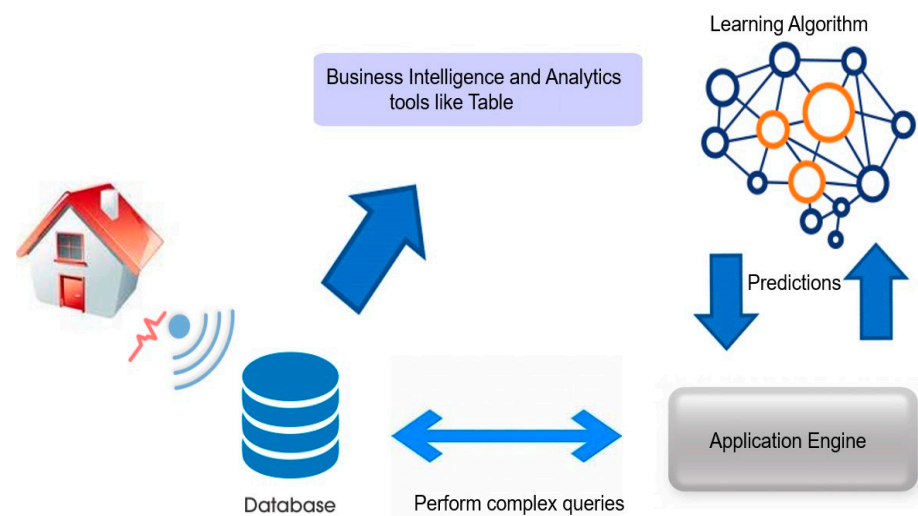 Learning Algorithm
Business Intelligence and Analytics
tools like Table
Predictions
Application Engine
Database
Perform complex queries